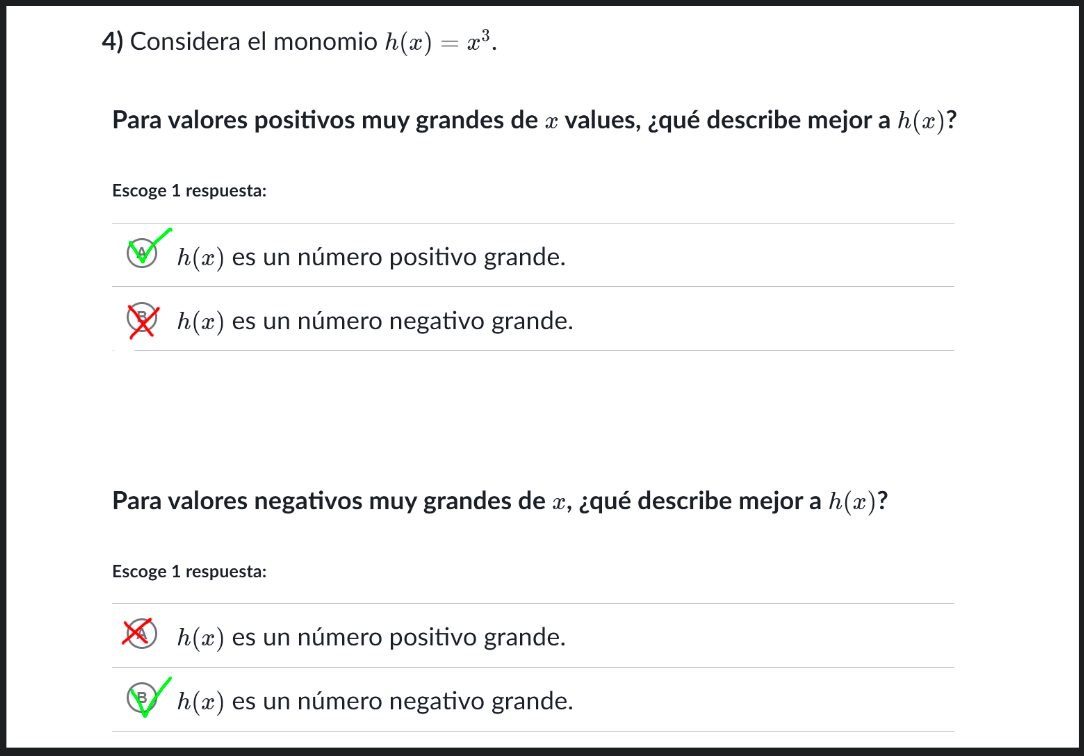 4) Considera el monomio h(x) = x³.
Para valores positivos muy grandes de x values, ¿qué describe mejor a h(x)?
Escoge 1 respuesta:
A h(x) es un número positivo grande.
B h(x) es un número negativo grande.
Para valores negativos muy grandes de x, ¿qué describe mejor a h(x)?
Escoge 1 respuesta:
A h(x) es un número positivo grande.
B h(x) es un número negativo grande.